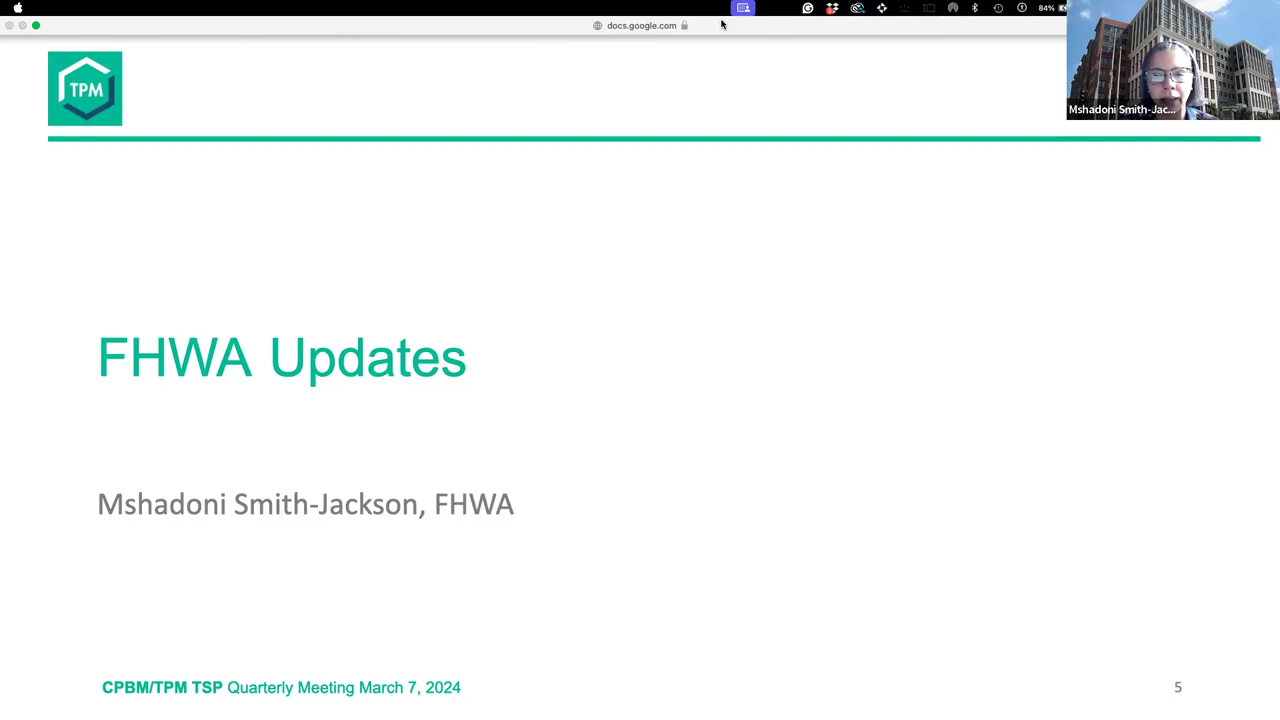 docs.google.com
84%
TPM
Mshadoni Smith-Jac...
FHWA Updates
Mshadoni Smith-Jackson, FHWA
CPBM/TPM TSP Quarterly Meeting March 7, 2024
5